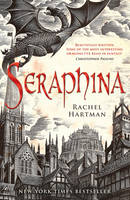 BEAUTIFULLY WRITTEN.
SOME OF THE MOST INTERESTING
DRAGONS I'VE READ IN FANTASY
CHRISTOPHER PAOLINI
SERAPHINA
RACHEL
HARTMAN
NEW YORK TIMES BESTSELLER